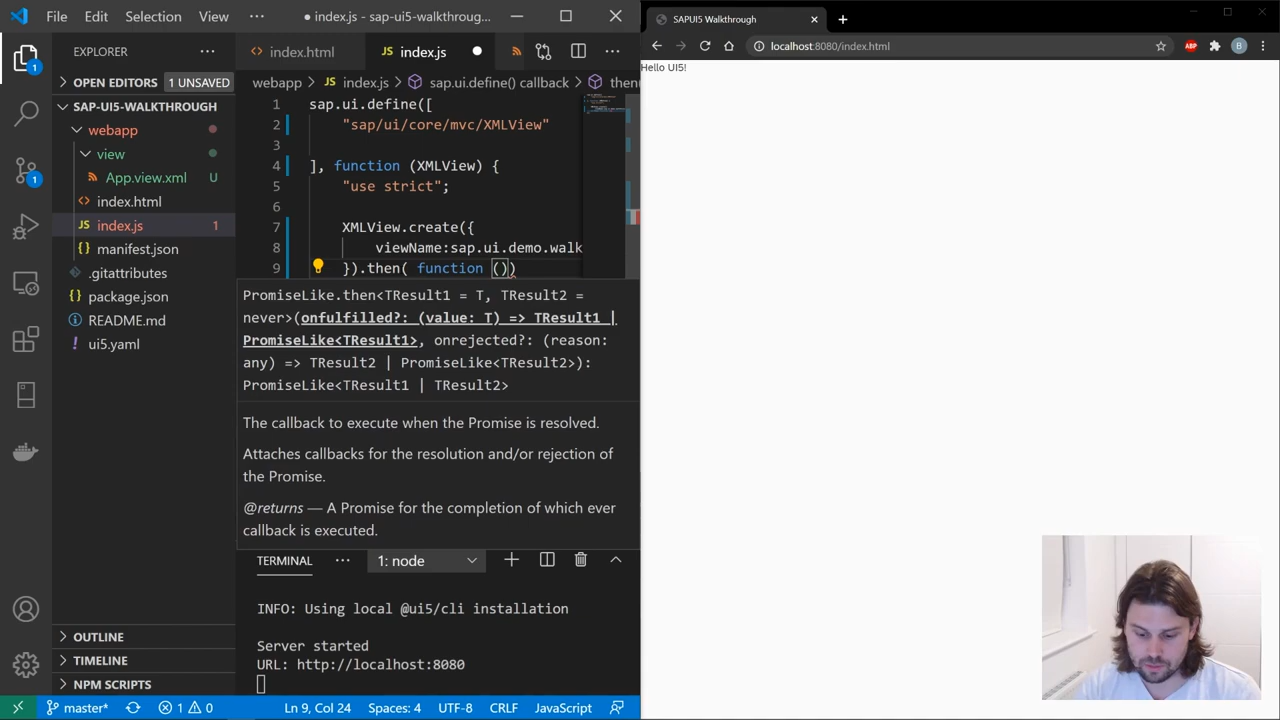 File Edit Selection View ··· ● index.js - sap-ui5-walkthroug...
EXPLORER
OPEN EDITORS 1 UNSAVED
SAP-UI5-WALKTHROUGH
webapp
view
App.view.xml U
index.html
JS index.js 1
manifest.json
.gitattributes
package.json
README.md
ui5.yaml
OUTLINE
TIMELINE
NPM SCRIPTS
index.html JS index.js
webapp > JS index.js > sap.ui.define() callback > then(
1 sap.ui.define([
2 "sap/ui/core/mvc/XMLView"
3
4 ], function (XMLView) {
5 "use strict";
6
7 XMLView.create({
8 viewName:sap.ui.demo.walk
9 }).then( function ())
PromiseLike.then<TResult1 = T, TResult2 =
never>(onfulfilled?: (value: T) => TResult1 |
PromiseLike<TResult1>, onrejected?: (reason:
any) => TResult2 | PromiseLike<TResult2>):
PromiseLike<TResult1 | TResult2>
The callback to execute when the Promise is resolved.
Attaches callbacks for the resolution and/or rejection of
the Promise.
@returns — A Promise for the completion of which ever
callback is executed.
TERMINAL ··· 1: node
INFO: Using local @ui5/cli installation
Server started
URL: http://localhost:8080
master* 1 0 Ln 9, Col 24 Spaces: 4 UTF-8 CRLF JavaScript
SAPUI5 Walkthrough
localhost:8080/index.html ABP B
Hello UI5!